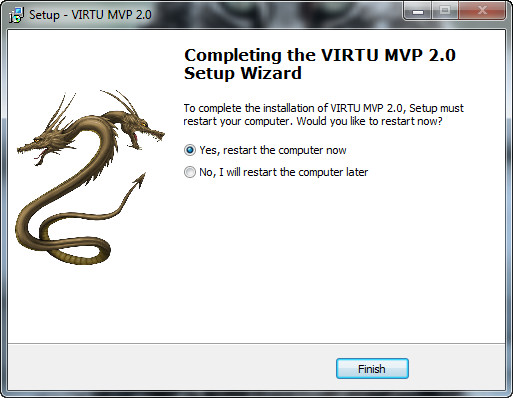 Setup - VIRTU MVP 2.0
Completing the VIRTU MVP 2.0
Setup Wizard
To complete the installation of VIRTU MVP 2.0, Setup must
restart your computer. Would you like to restart now?
Yes, restart the computer now
No, I will restart the computer later
Finish